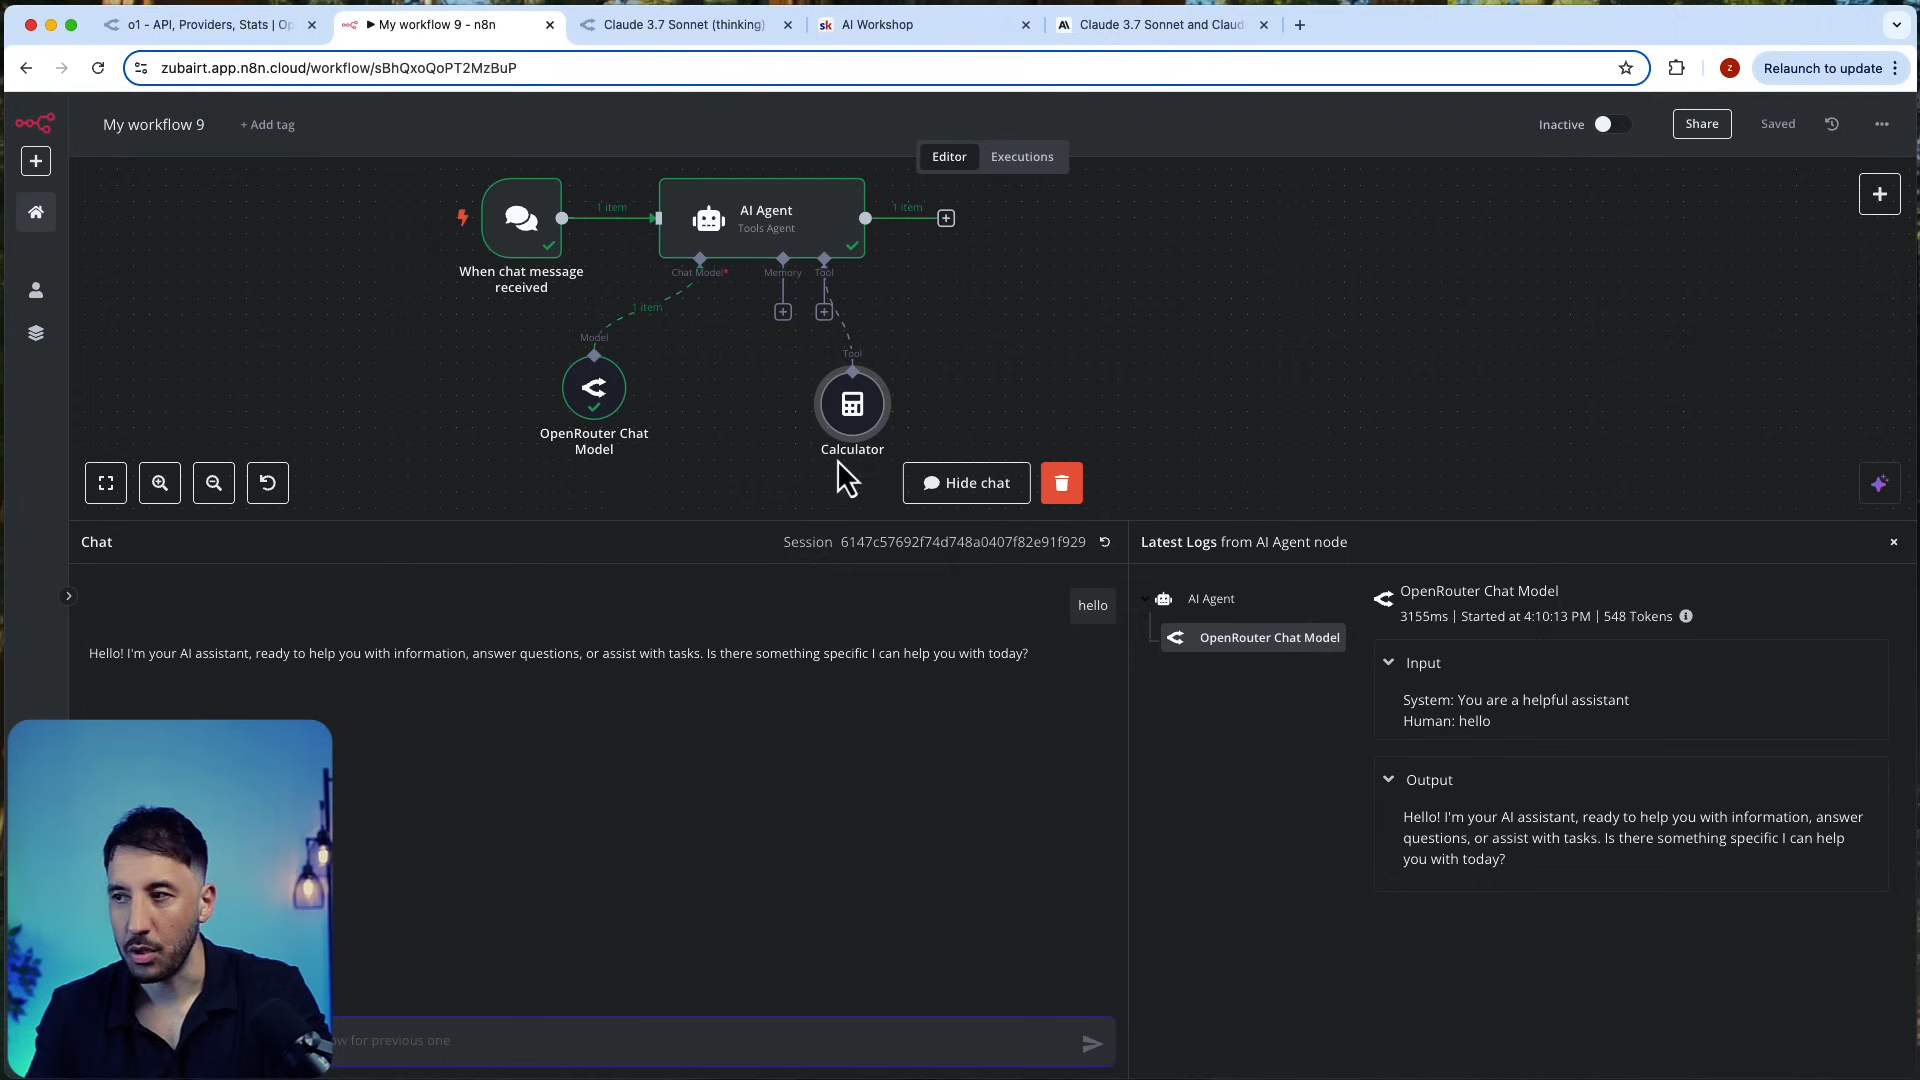 o1 - API, Providers, Stats | Op
My workflow 9 - n8n
Claude 3.7 Sonnet (thinking)
sk AI Workshop
Claude 3.7 Sonnet and Claud
zubairt.app.n8n.cloud/workflow/sBhQxoQoPT2MzBuP
z
Relaunch to update
My workflow 9
+ Add tag
Inactive
Share
Saved
Editor
Executions
1 item
AI Agent
Tools Agent
1 item
When chat message
received
Chat Model*
Memory
Tool
1 item
Model
Tool
OpenRouter Chat
Model
Calculator
Hide chat
Chat
Session 6147c57692f74d748a0407f82e91f929
Latest Logs from AI Agent node
hello
Hello! I'm your AI assistant, ready to help you with information, answer questions, or assist with tasks. Is there something specific I can help you with today?
AI Agent
OpenRouter Chat Model
OpenRouter Chat Model
3155ms | Started at 4:10:13 PM | 548 Tokens
Input
System: You are a helpful assistant
Human: hello
Output
Hello! I'm your AI assistant, ready to help you with information, answer
questions, or assist with tasks. Is there something specific I can help
you with today?
for previous one